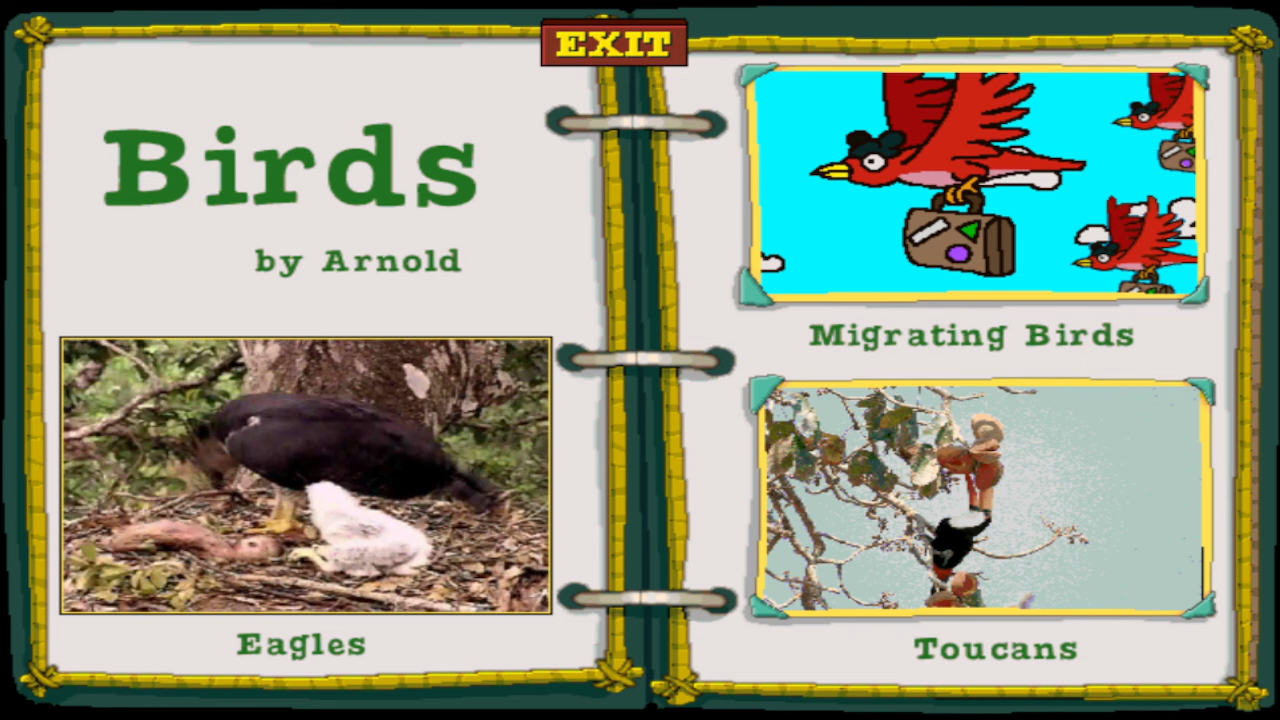 EXIT
Birds
by Arnold
Eagles
Migrating Birds
Toucans